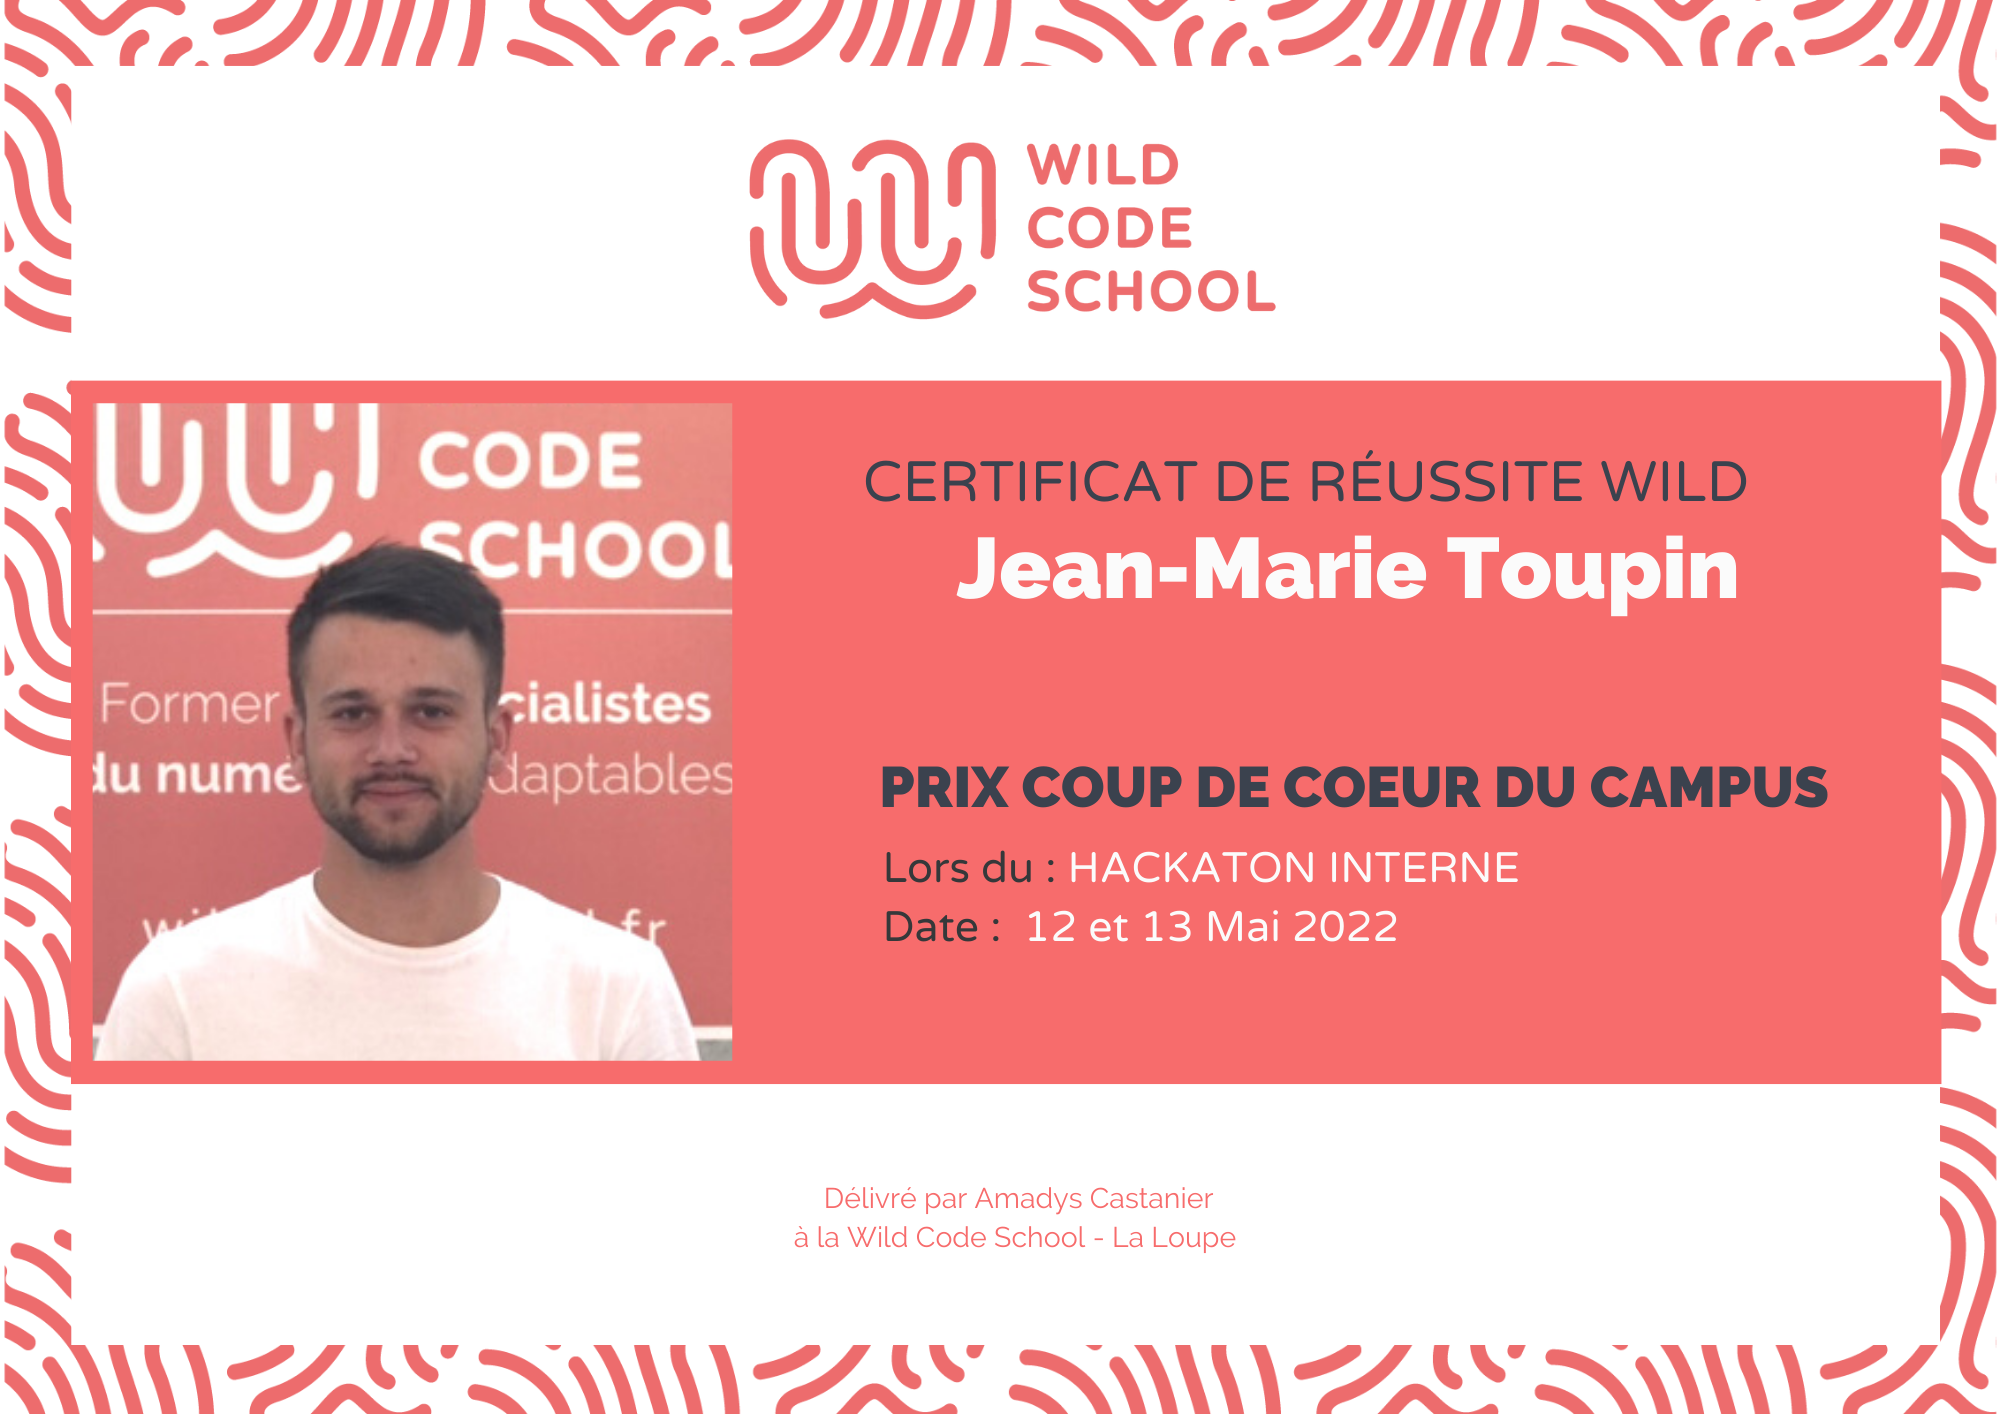 WILD
CODE
SCHOOL
CODE
SCHOOL
Former cialistes
du numé daptables
.fr
CERTIFICAT DE RÉUSSITE WILD
Jean-Marie Toupin
PRIX COUP DE COEUR DU CAMPUS
Lors du : HACKATON INTERNE
Date : 12 et 13 Mai 2022
Délivré par Amadys Castanier
à la Wild Code School - La Loupe